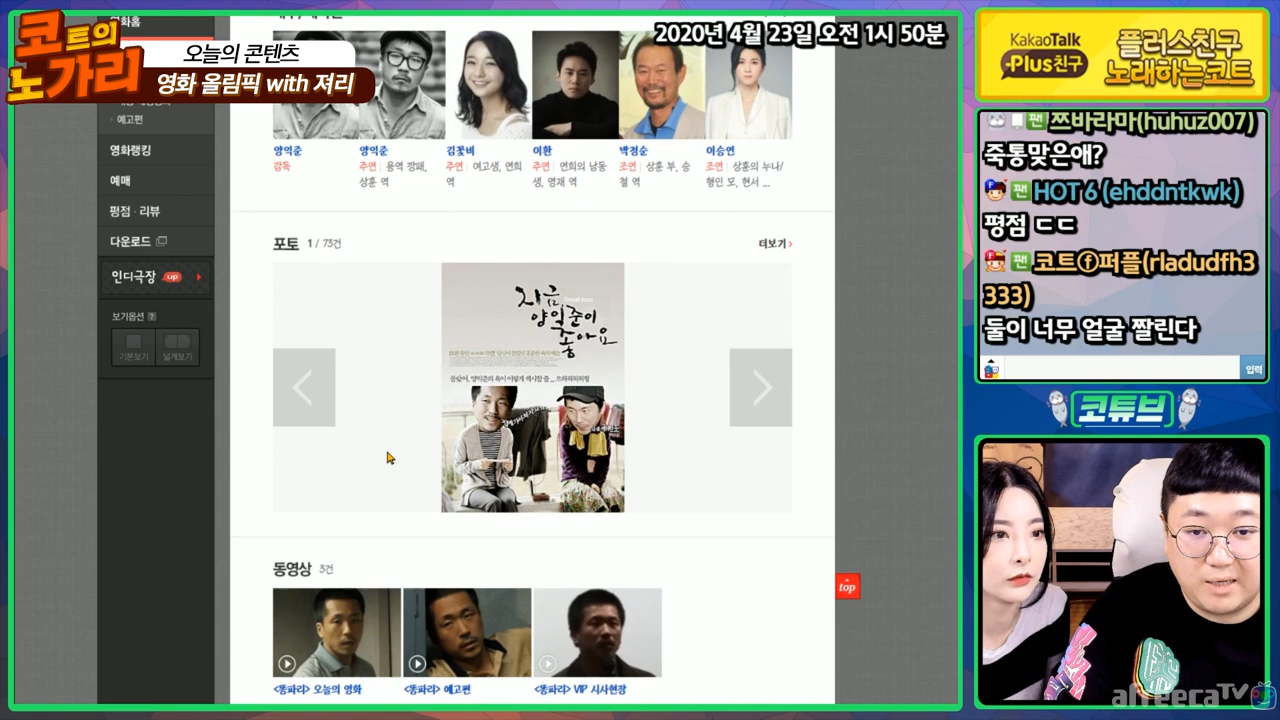 코트의
노가리
오늘의 콘텐츠
영화 올림픽 with 져리
2020년 4월 23일 오전 1시 50분
영화홈
예고편
영화랭킹
예매
평점 · 리뷰
다운로드
인디극장 up
보기옵션
기본보기 넓게보기
양익준
감독
양익준
주연 | 용역 깡패,
상훈 역
김꽃비
주연 | 여고생, 연희
역
이환
주연 | 연희의 남동
생, 영재 역
박정순
조연 | 상훈 부, 승
철 역
이승연
조연 | 상훈의 누나/
형인 모, 현서 ...
포토 1 / 73건
더보기 >
지금
양익준이
좋아요
동영상 3건
<똥파리> 오늘의 영화
<똥파리> 예고편
<똥파리> VIP 시사현장
top
KakaoTalk
Plus친구
플러스친구
노래하는코트
팬 쯔바라마(huhuz007)
죽통맞은애?
팬 HOT 6 (ehddntkwk)
평점 ㄷㄷ
팬 코트ⓕ퍼플(rladudfh3
333)
둘이 너무 얼굴 짤린다
입력
코튜브
afreecaTV